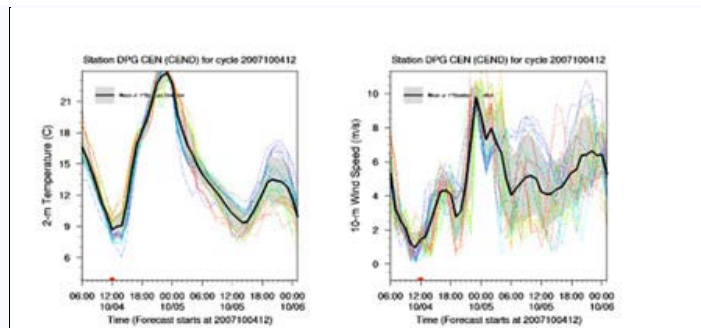 Station DPG CEN (CEND) for cycle 2007100412
2-m Temperature (C)
21
18
15
12
9
6
06:00 12:00 18:00 00:00 06:00 12:00 18:00 00:00
10/04 10/05 10/05 10/06
Time (Forecast starts at 2007100412)
Station DPG CEN (CEND) for cycle 2007100412
10-m Wind Speed (m/s)
10
8
6
4
2
0
06:00 12:00 18:00 00:00 06:00 12:00 18:00 00:00
10/04 10/05 10/05 10/06
Time (Forecast starts at 2007100412)